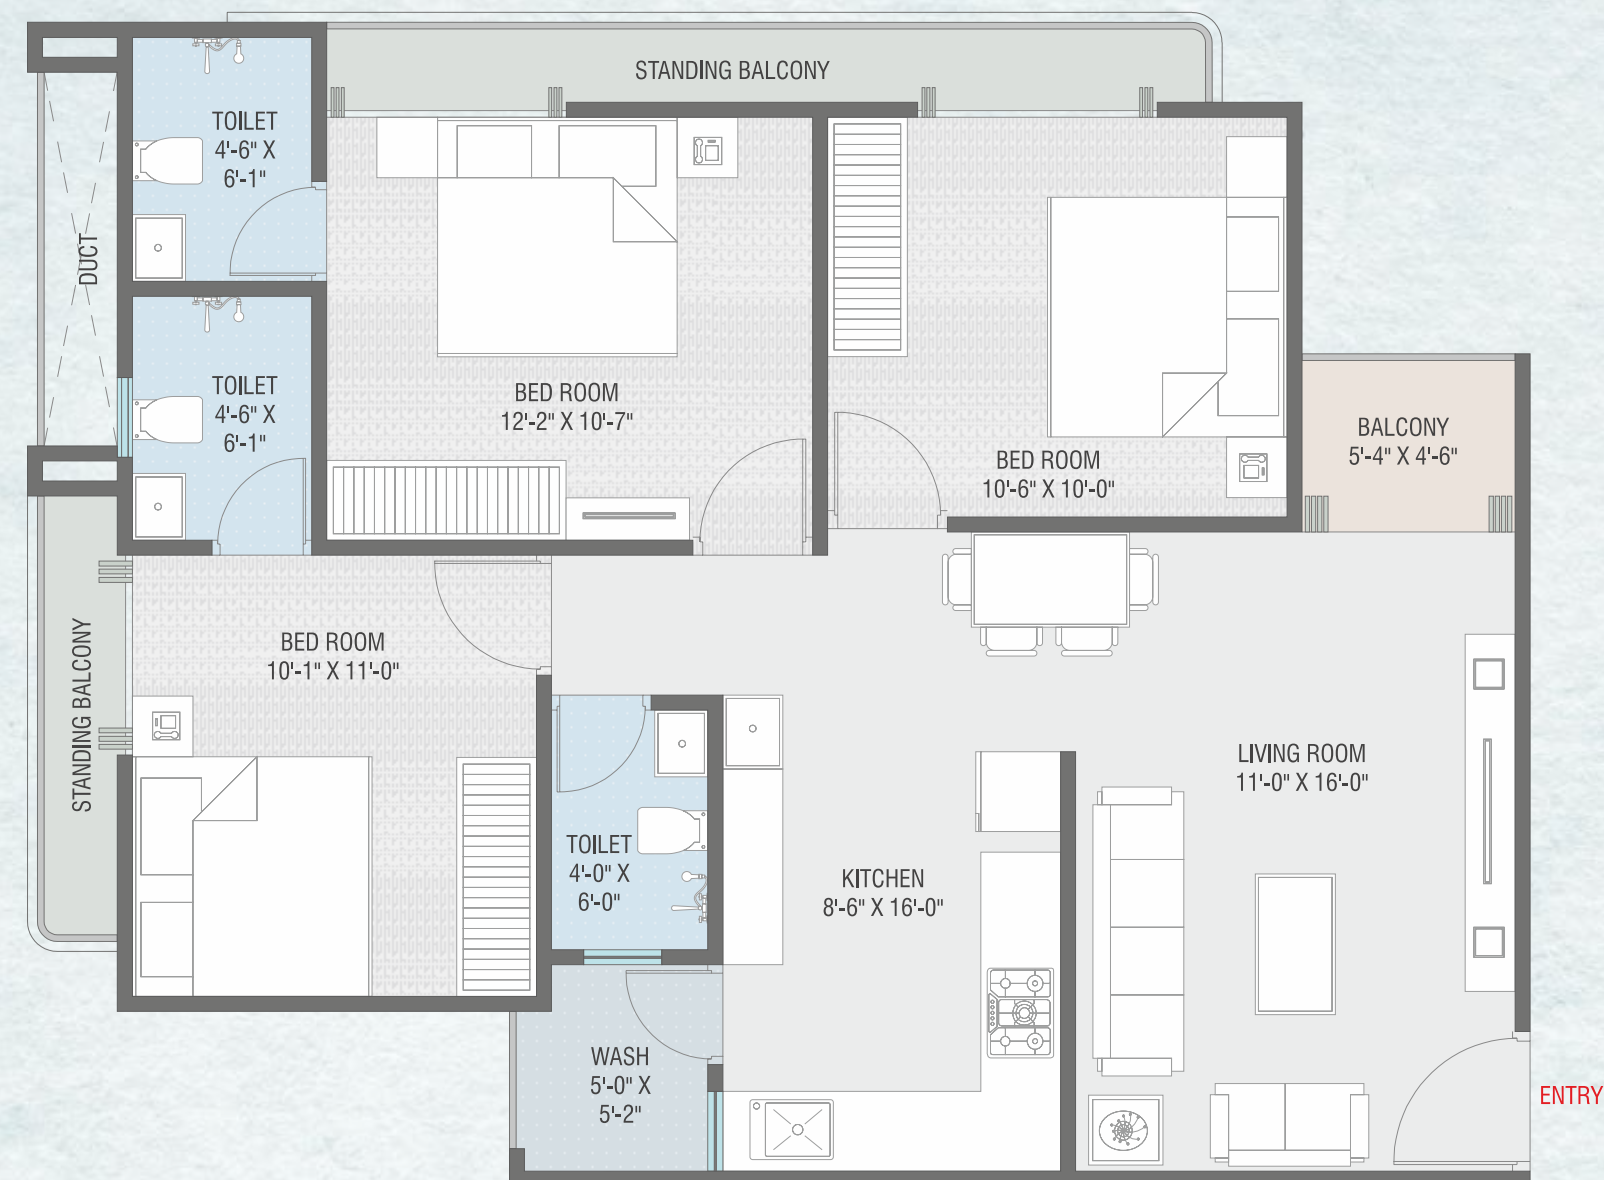 STANDING BALCONY
TOILET
4'-6" X
6'-1"
DUCT
TOILET
4'-6" X
6'-1"
BED ROOM
12'-2" X 10'-7"
BED ROOM
10'-6" X 10'-0"
BALCONY
5'-4" X 4'-6"
STANDING BALCONY
BED ROOM
10'-1" X 11'-0"
TOILET
4'-0" X
6'-0"
KITCHEN
8'-6" X 16'-0"
LIVING ROOM
11'-0" X 16'-0"
WASH
5'-0" X
5'-2"
ENTRY